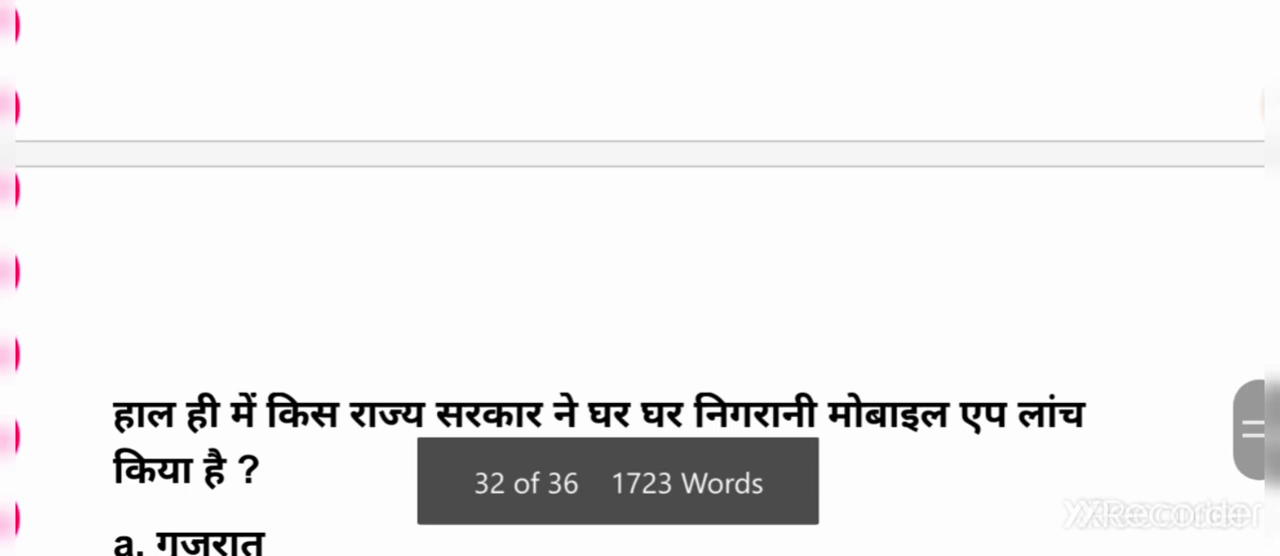 हाल ही में किस राज्य सरकार ने घर घर निगरानी मोबाइल एप लांच
किया है ?
32 of 36 1723 Words
XRecorder
a. गुजरात